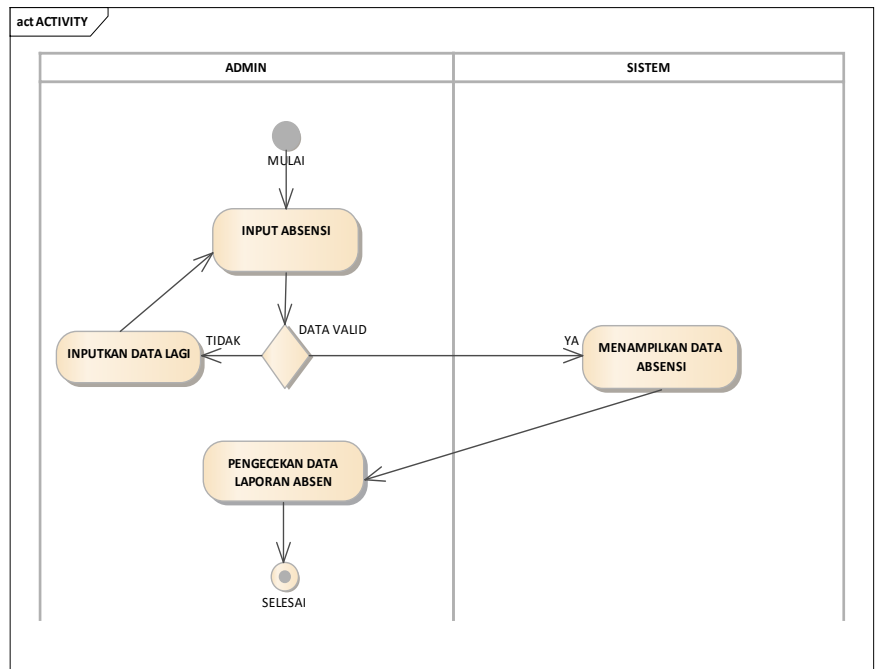 act ACTIVITY
ADMIN
SISTEM
MULAI
INPUT ABSENSI
DATA VALID
TIDAK
YA
INPUTKAN DATA LAGI
MENAMPILKAN DATA
ABSENSI
PENGECEKAN DATA
LAPORAN ABSEN
SELESAI